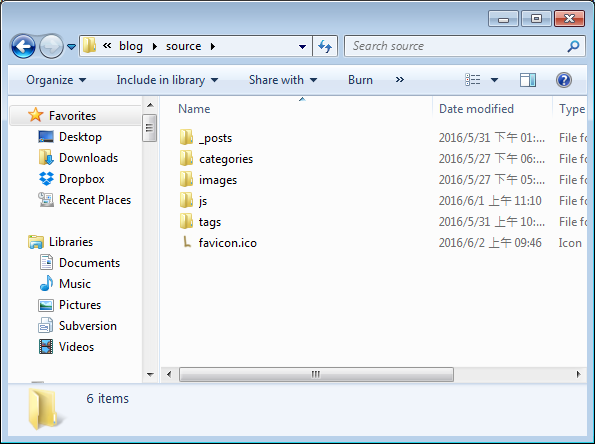 « blog ▸ source ▸ Search source
Organize Include in library Share with Burn »
Favorites
Desktop
Downloads
Dropbox
Recent Places
Libraries
Documents
Music
Pictures
Subversion
Videos
Name Date modified Type
_posts 2016/5/31 下午 01:... File fo
categories 2016/5/27 下午 06:... File fo
images 2016/5/27 下午 05:... File fo
js 2016/6/1 上午 11:10 File fo
tags 2016/5/31 上午 10:... File fo
favicon.ico 2016/6/2 上午 09:46 Icon
6 items